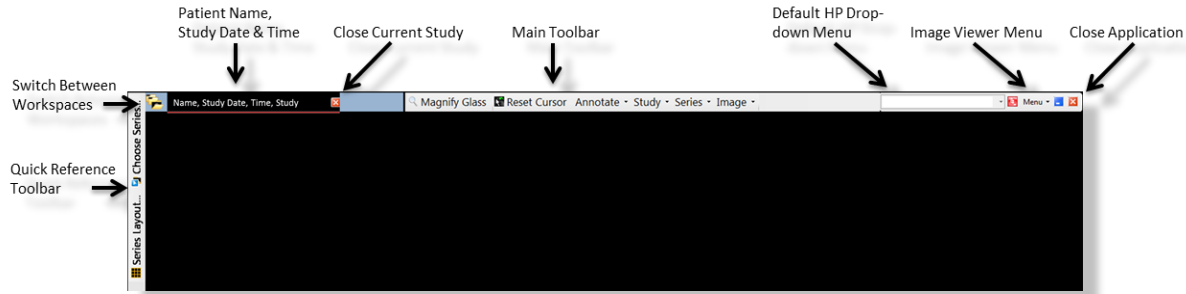 Patient Name,
Study Date & Time
Close Current Study
Main Toolbar
Default HP Drop-
down Menu
Image Viewer Menu
Close Application
Switch Between
Workspaces
Name, Study Date, Time, Study
Magnify Glass Reset Cursor Annotate Study Series Image
Menu
Quick Reference
Toolbar
Choose Series...
Series Layout...